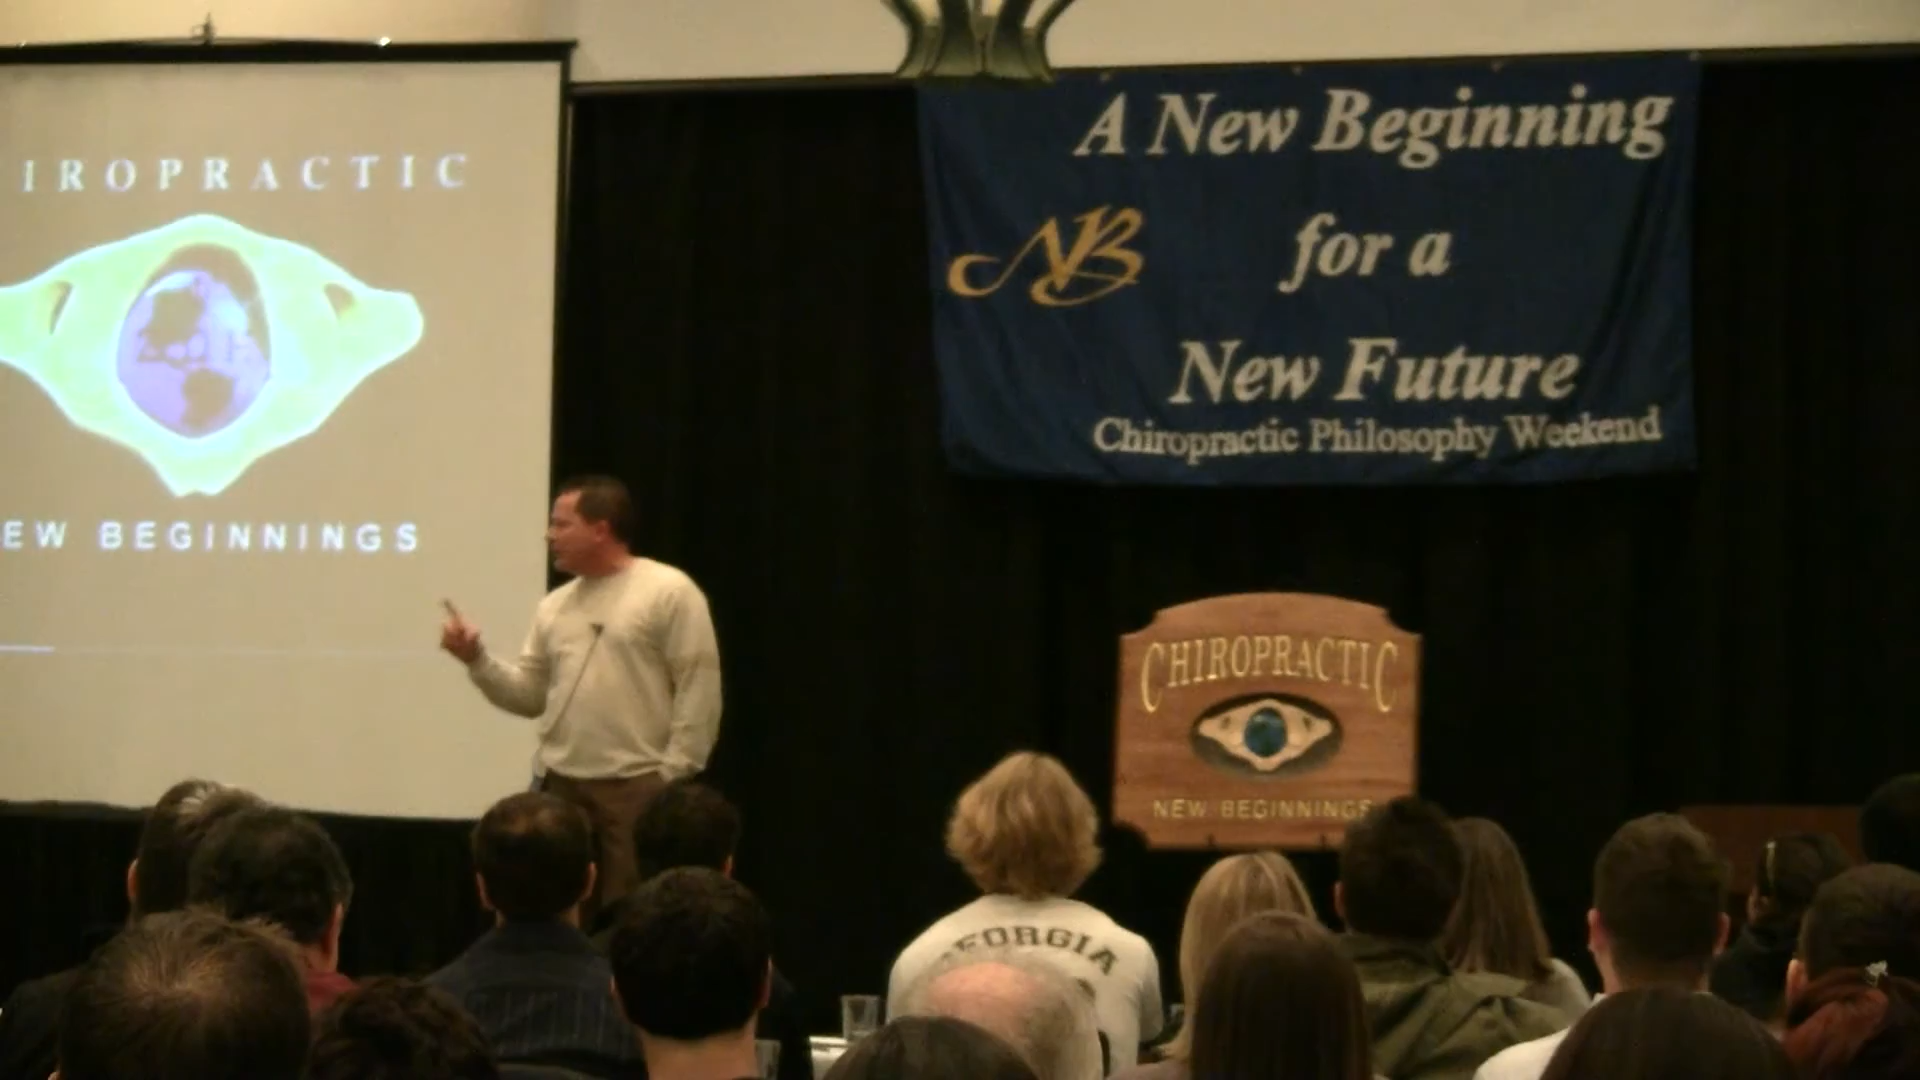 IROPRACTIC
EW BEGINNINGS
A New Beginning
NB
for a
New Future
Chiropractic Philosophy Weekend
CHIROPRACTIC
NEW BEGINNINGS
EORGIA